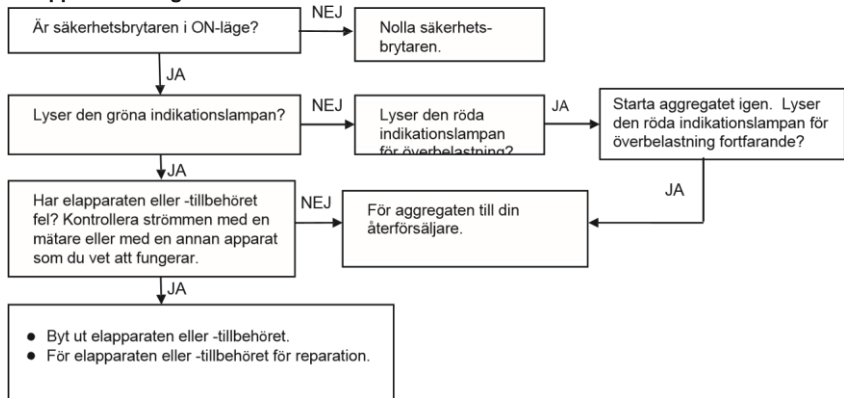 Är säkerhetsbrytaren i ON-läge?
NEJ
Nolla säkerhets-
brytaren.
JA
Lyser den gröna indikationslampan?
NEJ
Lyser den röda
indikationslampan
för överbelastning?
JA
Starta aggregatet igen. Lyser
den röda indikationslampan för
överbelastning fortfarande?
JA
Har elapparaten eller -tillbehöret
fel? Kontrollera strömmen med en
mätare eller med en annan apparat
som du vet att fungerar.
NEJ
För aggregaten till din
återförsäljare.
JA
JA
● Byt ut elapparaten eller -tillbehöret.
● För elapparaten eller -tillbehöret för reparation.